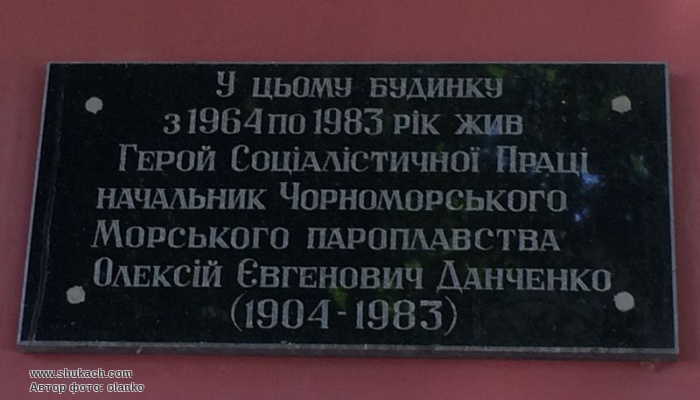 У цьому будинку
з 1964 по 1983 рік жив
Герой Соціалістичної Праці
начальник Чорноморського
Морського пароплавства
Олексій Євгенович Данченко
(1904 - 1983)
www.shukach.com
Автор фото: olanko